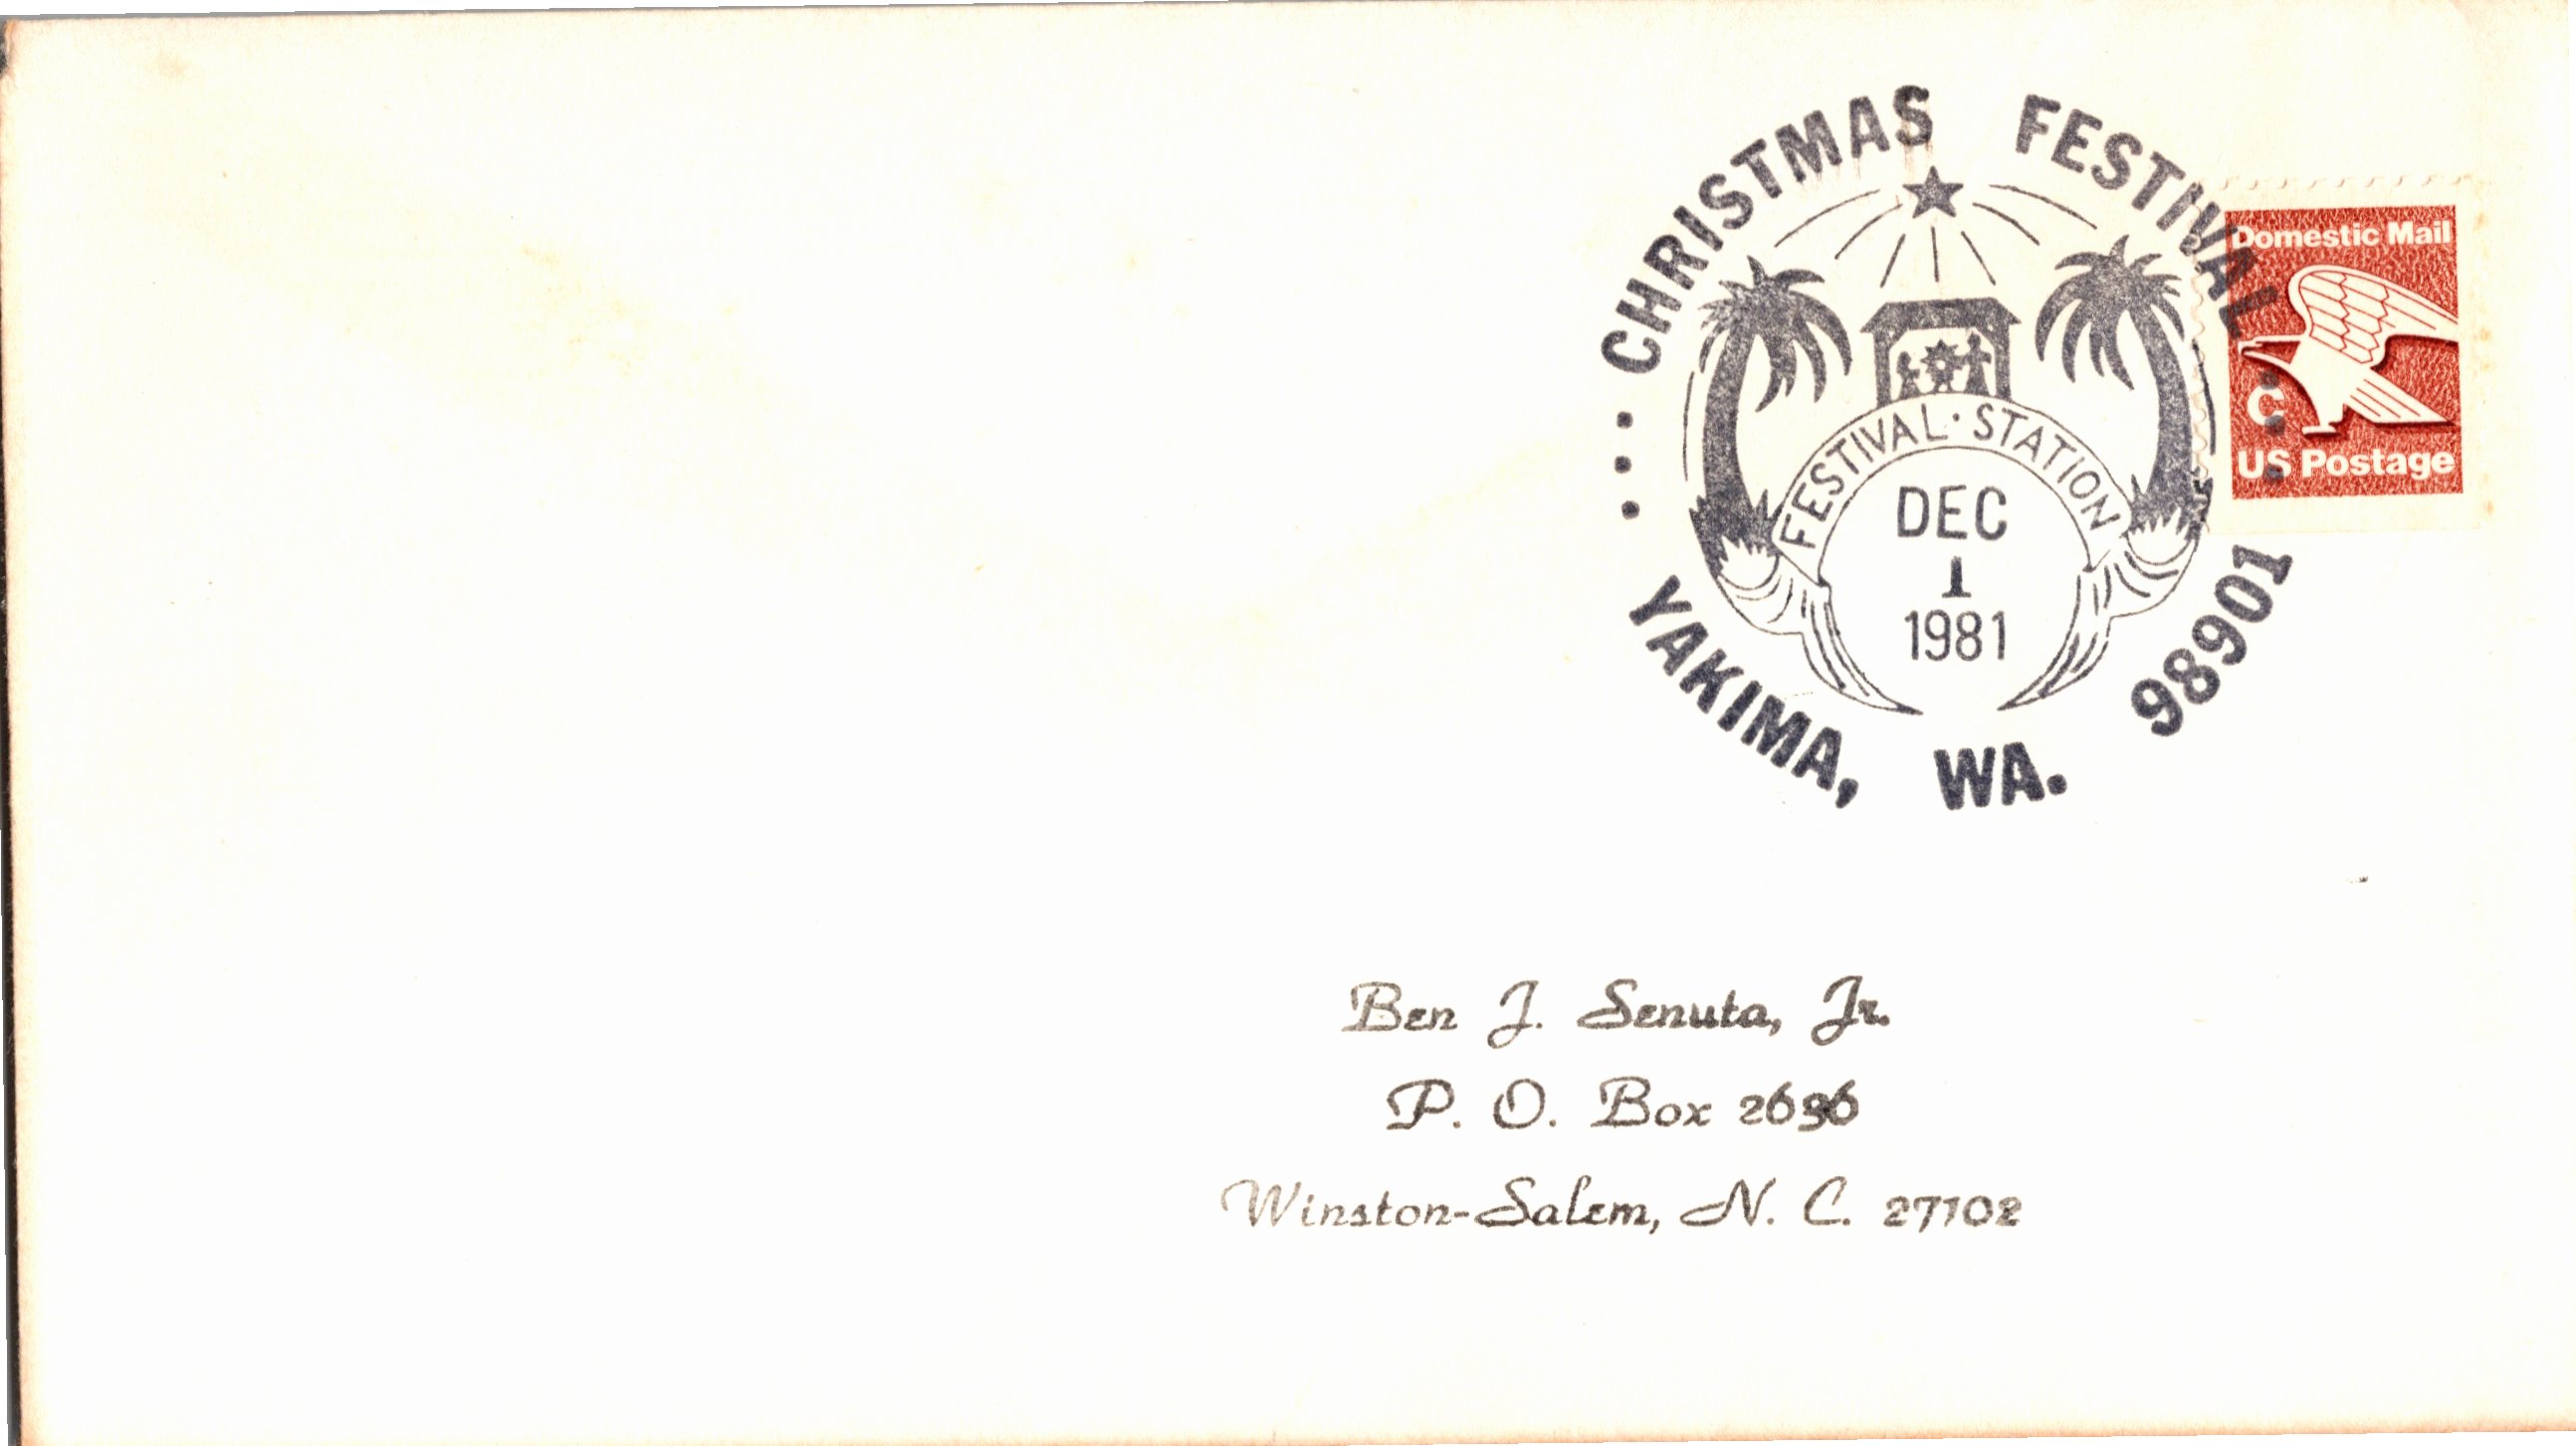 CHRISTMAS FESTIVAL
FESTIVAL · STATION
DEC
1
1981
YAKIMA, WA. 98901
Domestic Mail
C
US Postage
Ben J. Senuta, Jr.
P. O. Box
Winston-Salem, N. C. 27102